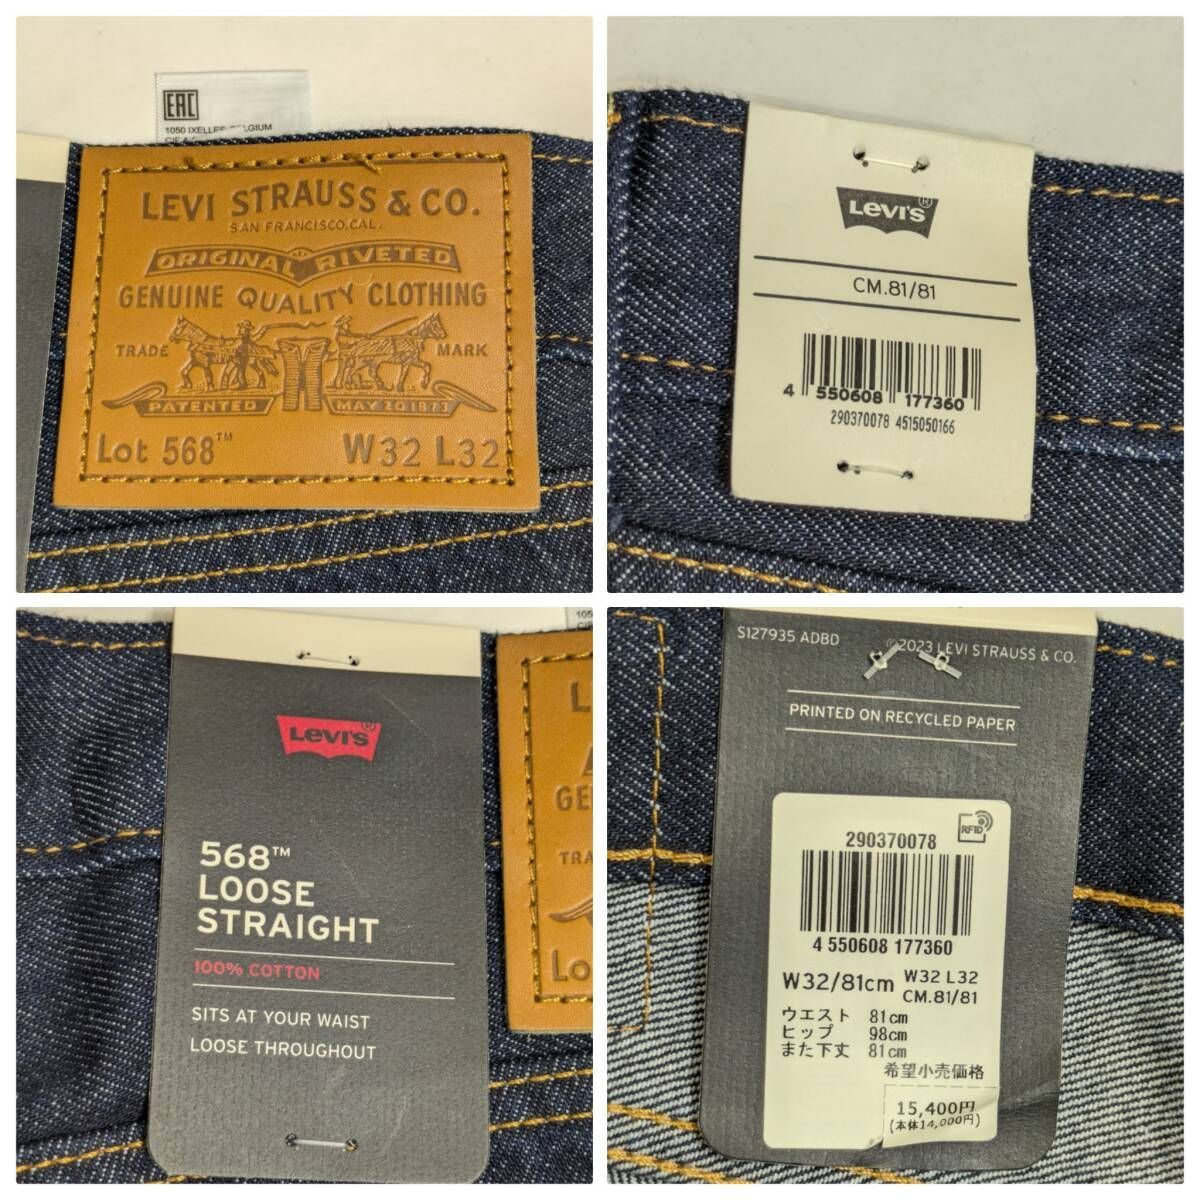 EAC
1050 IXELLES BELGIUM
LEVI STRAUSS & CO.
SAN FRANCISCO, CAL.
ORIGINAL RIVETED
GENUINE QUALITY CLOTHING
TRADE MARK
PATENTED MAY 20 1873
Lot 568™ W32 L32
Levi's®
CM.81/81
4 550608 177360
290370078 4515050166
Levi's®
568™
LOOSE
STRAIGHT
100% COTTON
SITS AT YOUR WAIST
LOOSE THROUGHOUT
105
L
GE
TRA
Lo
S127935 ADBD ©2023 LEVI STRAUSS & CO.
PRINTED ON RECYCLED PAPER
RFID
290370078
4 550608 177360
W32/81cm W32 L32
CM.81/81
ウエスト 81cm
ヒップ 98cm
また下丈 81cm
希望小売価格
15,400円
(本体14,000円)